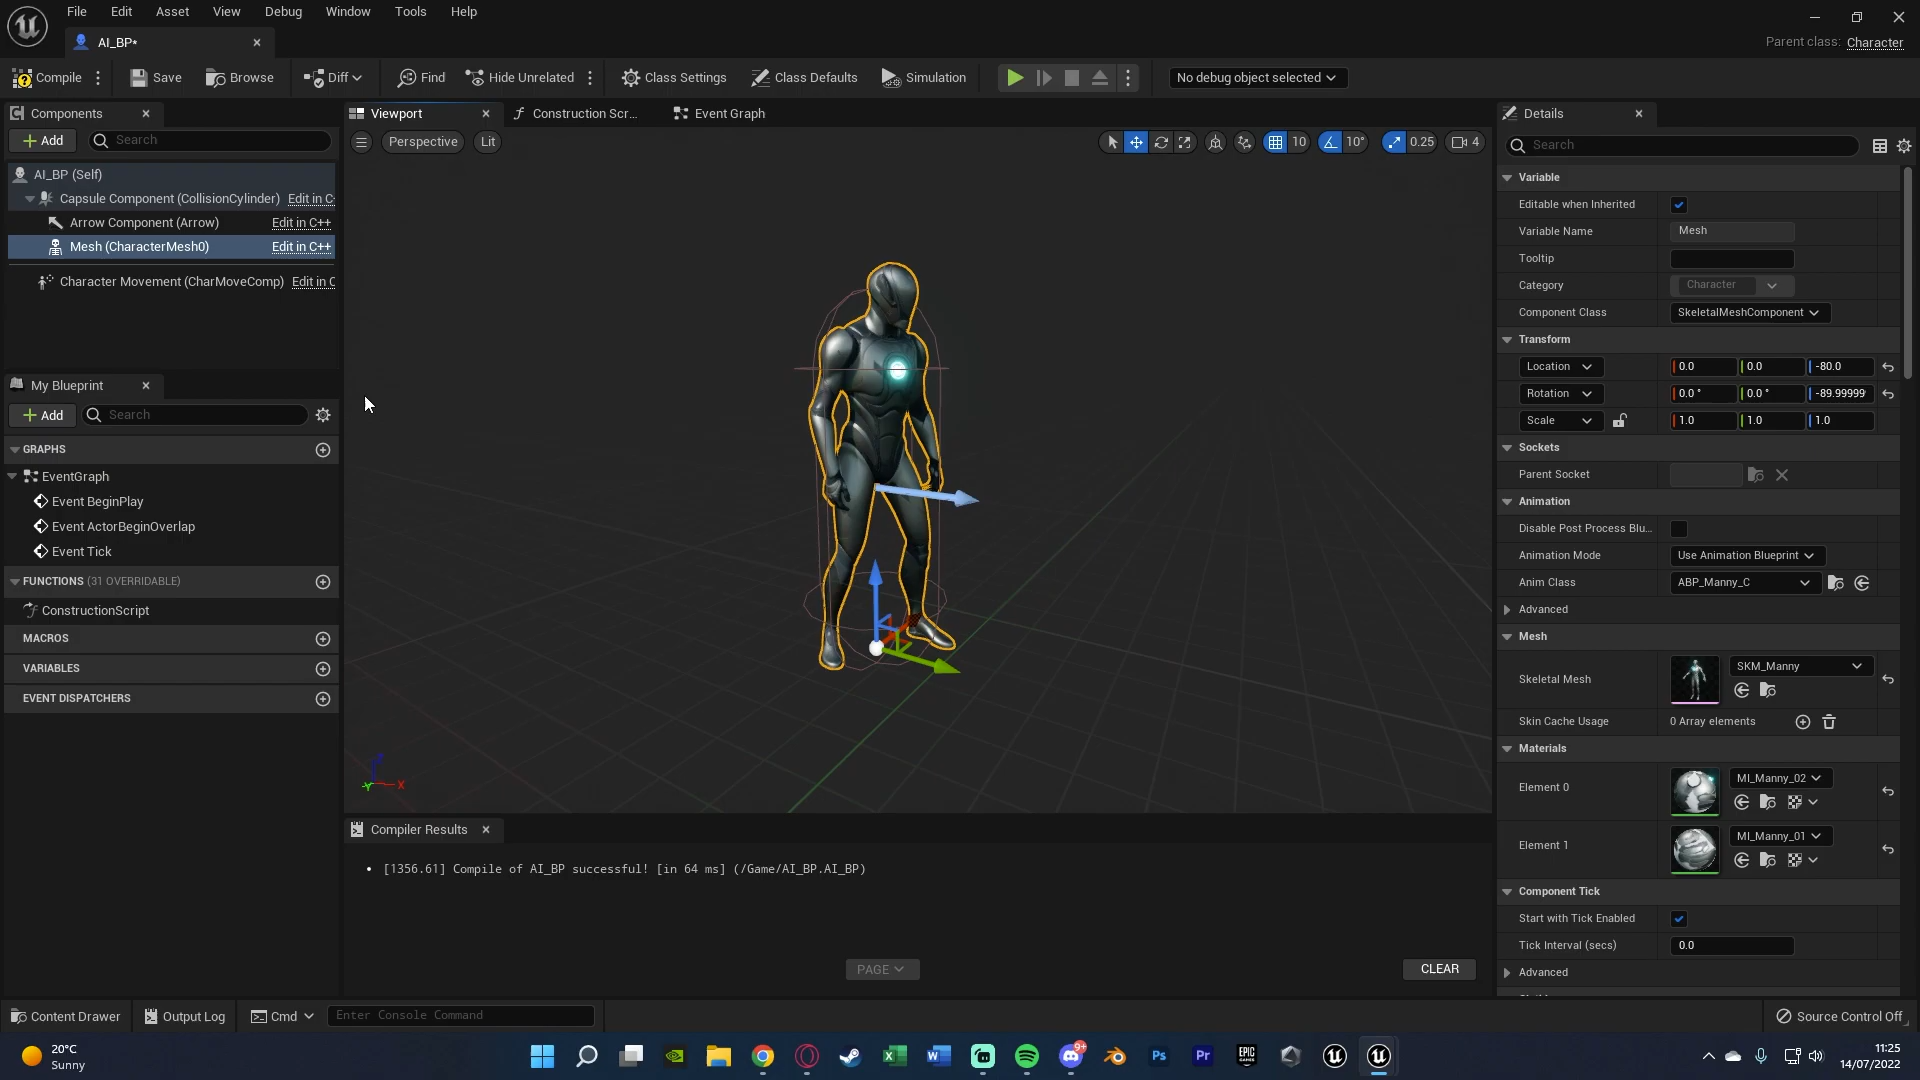 File Edit Asset View Debug Window Tools Help
AI_BP*
Parent class: Character
Compile Save Browse Diff Find Hide Unrelated Class Settings Class Defaults Simulation No debug object selected
Components
Add Search
AI_BP (Self)
Capsule Component (CollisionCylinder) Edit in C
Arrow Component (Arrow) Edit in C++
Mesh (CharacterMesh0) Edit in C++
Character Movement (CharMoveComp) Edit in C
My Blueprint
Add Search
GRAPHS
EventGraph
Event BeginPlay
Event ActorBeginOverlap
Event Tick
FUNCTIONS (31 OVERRIDABLE)
ConstructionScript
MACROS
VARIABLES
EVENT DISPATCHERS
Viewport Construction Scr... Event Graph
Perspective Lit 10 10° 0.25 4
X
Y
Compiler Results
• [1356.61] Compile of AI_BP successful! [in 64 ms] (/Game/AI_BP.AI_BP)
PAGE CLEAR
Details
Search
Variable
Editable when Inherited
Variable Name Mesh
Tooltip
Category Character
Component Class SkeletalMeshComponent
Transform
Location 0.0 0.0 -80.0
Rotation 0.0 ° 0.0 ° -89.99999
Scale 1.0 1.0 1.0
Sockets
Parent Socket
Animation
Disable Post Process Blu...
Animation Mode Use Animation Blueprint
Anim Class ABP_Manny_C
Advanced
Mesh
Skeletal Mesh SKM_Manny
Skin Cache Usage 0 Array elements
Materials
Element 0 MI_Manny_02
Element 1 MI_Manny_01
Component Tick
Start with Tick Enabled
Tick Interval (secs) 0.0
Advanced
Content Drawer Output Log Cmd Enter Console Command Source Control Off
20°C
Sunny
9+
Ps Pr EPIC GAMES
11:25
14/07/2022